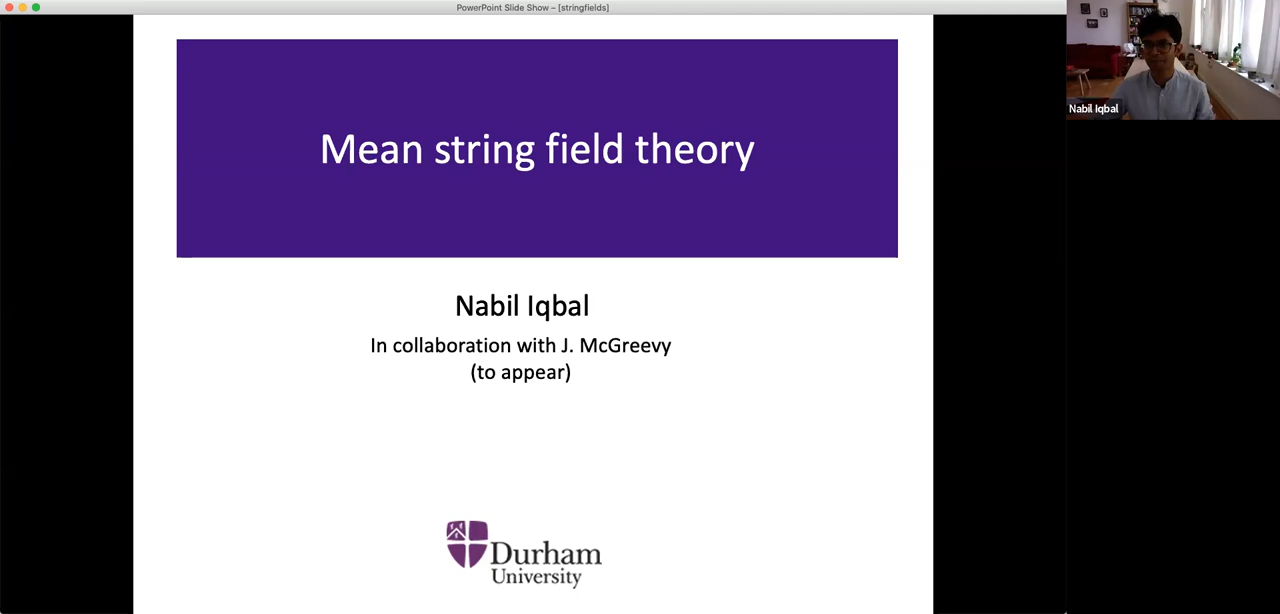 PowerPoint Slide Show – [stringfields]
Mean string field theory
Nabil Iqbal
In collaboration with J. McGreevy
(to appear)
Durham
University
Nabil Iqbal